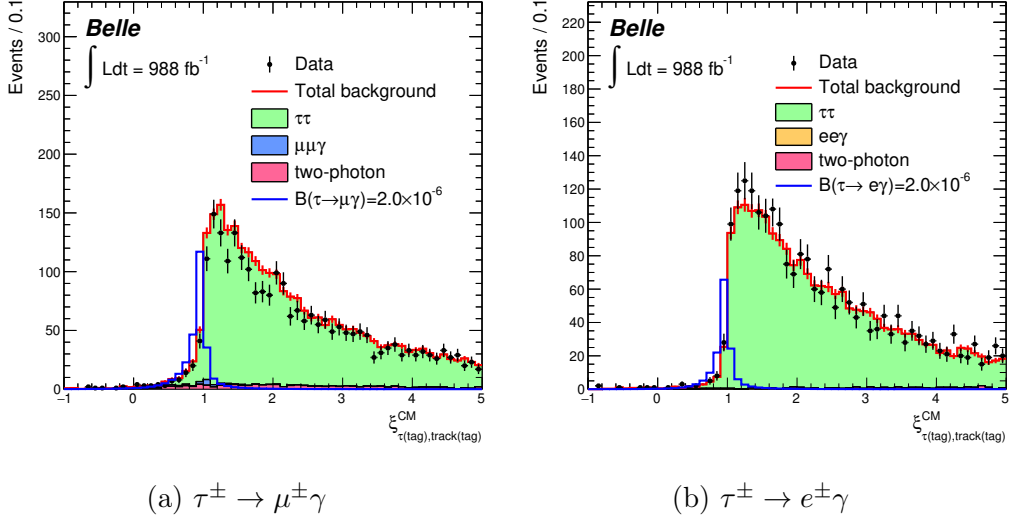 Belle
∫ Ldt = 988 fb⁻¹
Data
Total background
ττ
μμγ
two-photon
B(τ→μγ)=2.0×10⁻⁶
Events / 0.1
300
250
200
150
100
50
0
−1 0 1 2 3 4 5
ξ^CM_τ(tag),track(tag)
(a) τ± → μ±γ
Belle
∫ Ldt = 988 fb⁻¹
Data
Total background
ττ
eeγ
two-photon
B(τ→ eγ)=2.0×10⁻⁶
Events / 0.1
220
200
180
160
140
120
100
80
60
40
20
0
−1 0 1 2 3 4 5
ξ^CM_τ(tag),track(tag)
(b) τ± → e±γ